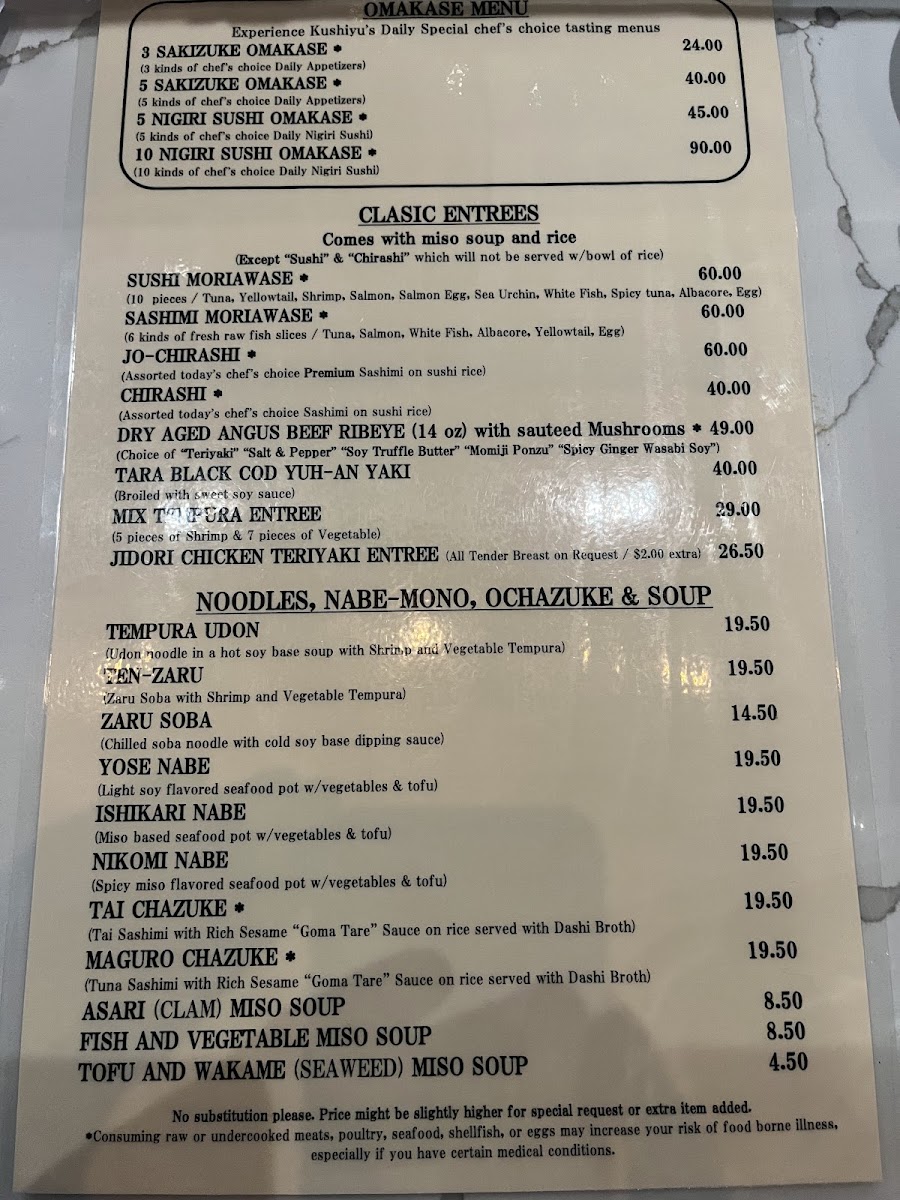 OMAKASE MENU
Experience Kushiyu's Daily Special chef's choice tasting menus
3 SAKIZUKE OMAKASE * 24.00
(3 kinds of chef's choice Daily Appetizers)
5 SAKIZUKE OMAKASE * 40.00
(5 kinds of chef's choice Daily Appetizers)
5 NIGIRI SUSHI OMAKASE * 45.00
(5 kinds of chef's choice Daily Nigiri Sushi)
10 NIGIRI SUSHI OMAKASE * 90.00
(10 kinds of chef's choice Daily Nigiri Sushi)
CLASIC ENTREES
Comes with miso soup and rice
(Except "Sushi" & "Chirashi" which will not be served w/bowl of rice)
SUSHI MORIAWASE * 60.00
(10 pieces / Tuna, Yellowtail, Shrimp, Salmon, Salmon Egg, Sea Urchin, White Fish, Spicy tuna, Albacore, Egg)
SASHIMI MORIAWASE * 60.00
(6 kinds of fresh raw fish slices / Tuna, Salmon, White Fish, Albacore, Yellowtail, Egg)
JO-CHIRASHI * 60.00
(Assorted today's chef's choice Premium Sashimi on sushi rice)
CHIRASHI * 40.00
(Assorted today's chef's choice Sashimi on sushi rice)
DRY AGED ANGUS BEEF RIBEYE (14 oz) with sauteed Mushrooms * 49.00
(Choice of "Teriyaki" "Salt & Pepper" "Soy Truffle Butter" "Momiji Ponzu" "Spicy Ginger Wasabi Soy")
TARA BLACK COD YUH-AN YAKI 40.00
(Broiled with sweet soy sauce)
MIX TEMPURA ENTREE 29.00
(5 pieces of Shrimp & 7 pieces of Vegetable)
JIDORI CHICKEN TERIYAKI ENTREE (All Tender Breast on Request / $2.00 extra) 26.50
NOODLES, NABE-MONO, OCHAZUKE & SOUP
TEMPURA UDON 19.50
(Udon noodle in a hot soy base soup with Shrimp and Vegetable Tempura)
TEN-ZARU 19.50
(Zaru Soba with Shrimp and Vegetable Tempura)
ZARU SOBA 14.50
(Chilled soba noodle with cold soy base dipping sauce)
YOSE NABE 19.50
(Light soy flavored seafood pot w/vegetables & tofu)
ISHIKARI NABE 19.50
(Miso based seafood pot w/vegetables & tofu)
NIKOMI NABE 19.50
(Spicy miso flavored seafood pot w/vegetables & tofu)
TAI CHAZUKE * 19.50
(Tai Sashimi with Rich Sesame "Goma Tare" Sauce on rice served with Dashi Broth)
MAGURO CHAZUKE * 19.50
(Tuna Sashimi with Rich Sesame "Goma Tare" Sauce on rice served with Dashi Broth)
ASARI (CLAM) MISO SOUP 8.50
FISH AND VEGETABLE MISO SOUP 8.50
TOFU AND WAKAME (SEAWEED) MISO SOUP 4.50
No substitution please. Price might be slightly higher for special request or extra item added.
*Consuming raw or undercooked meats, poultry, seafood, shellfish, or eggs may increase your risk of food borne illness,
especially if you have certain medical conditions.